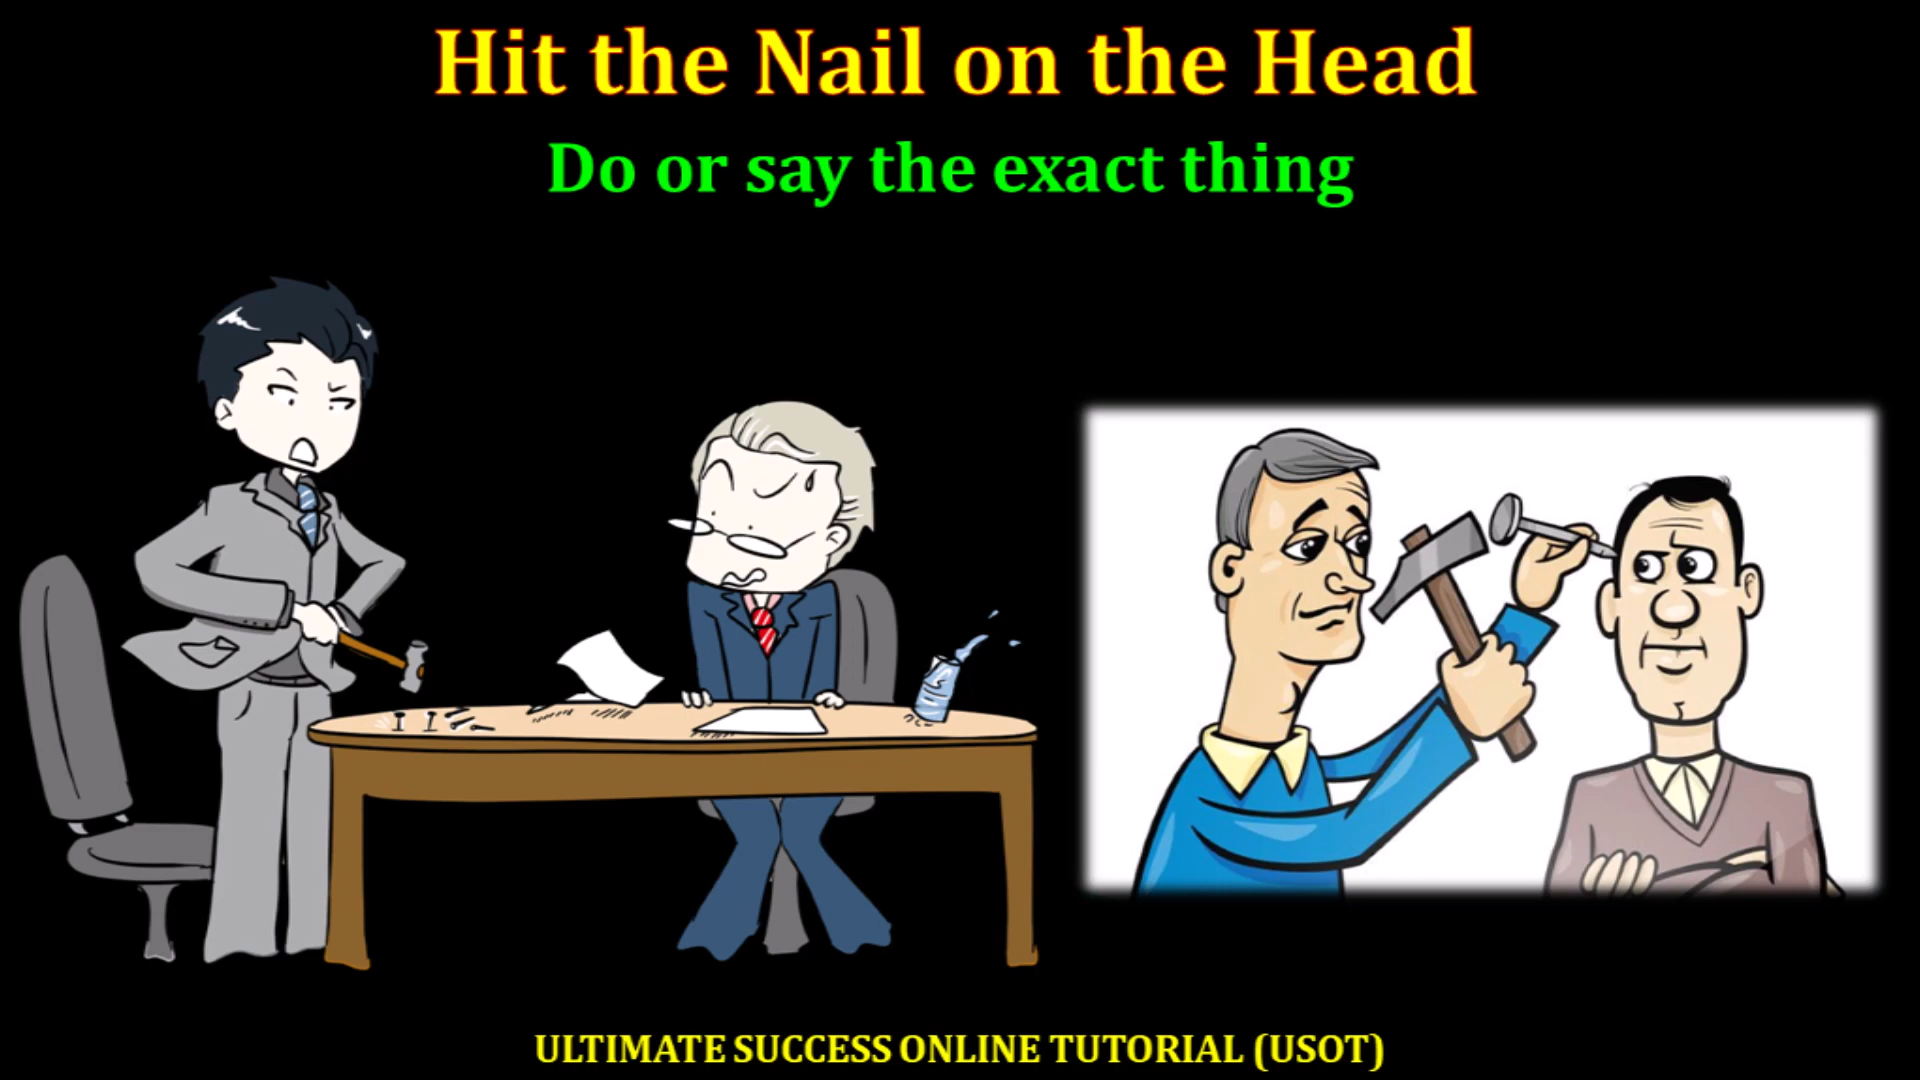 Hit the Nail on the Head
Do or say the exact thing
ULTIMATE SUCCESS ONLINE TUTORIAL (USOT)